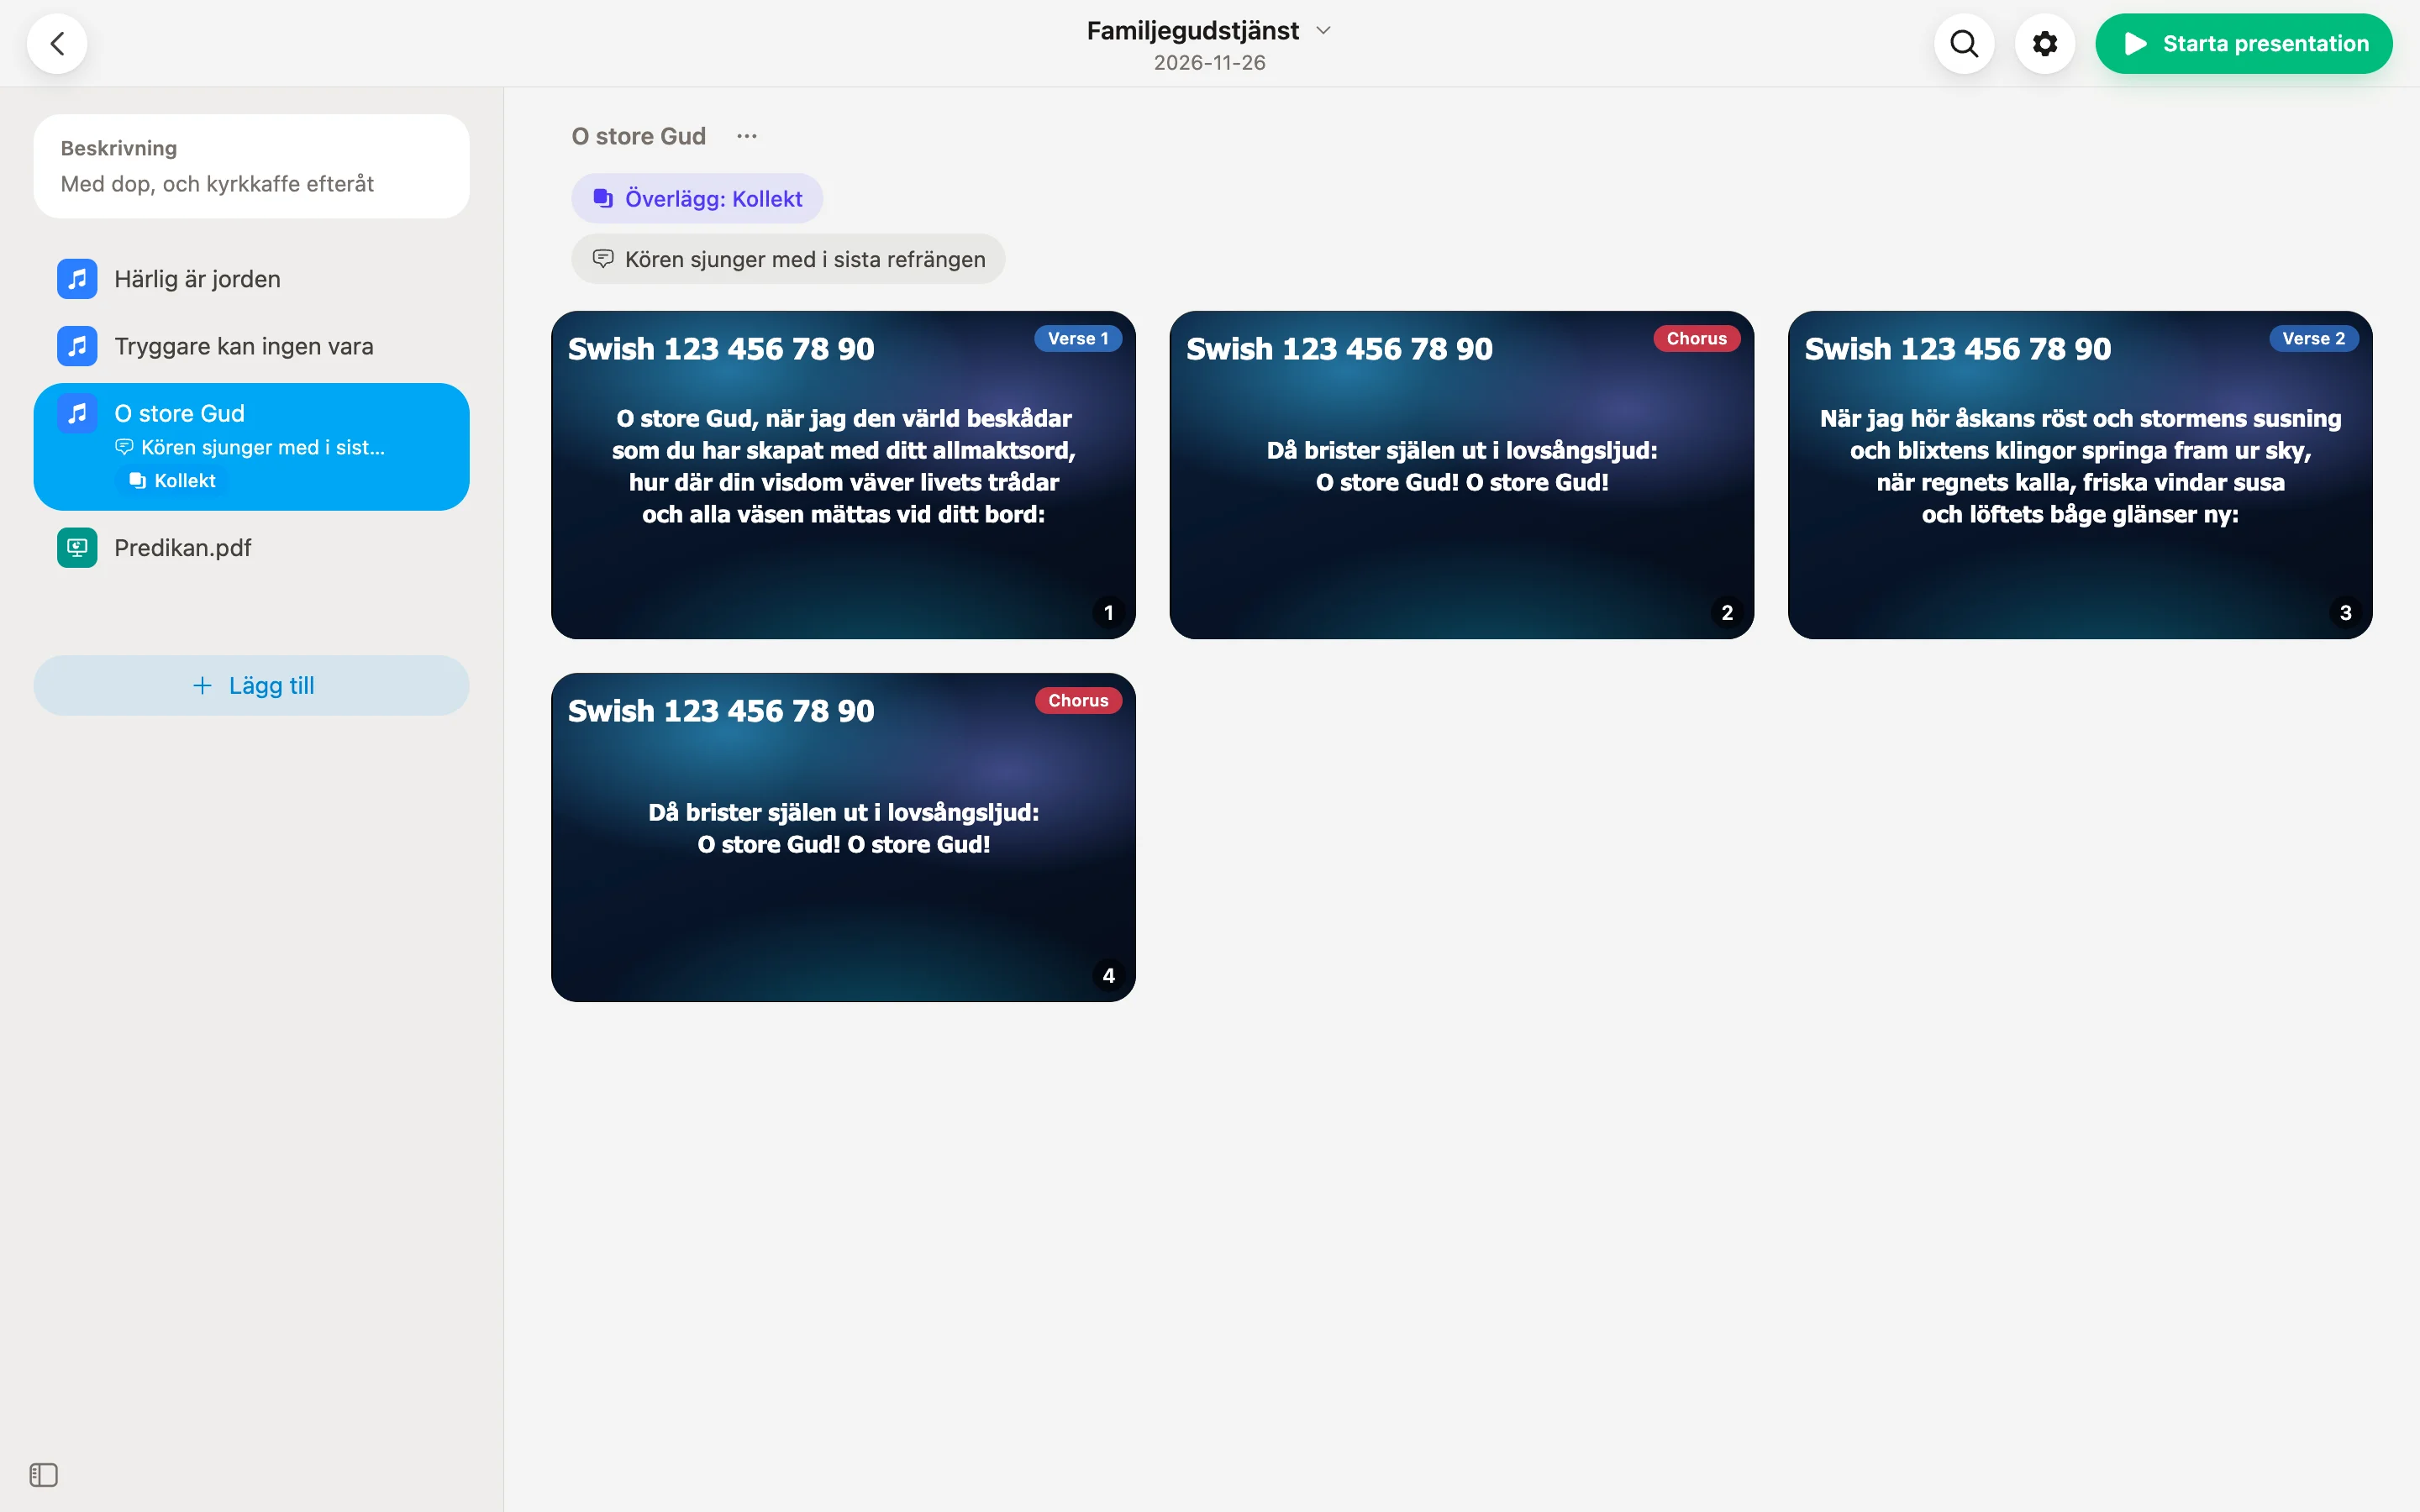 Familjegudstjänst
2026-11-26
Starta presentation
Beskrivning
Med dop, och kyrkkaffe efteråt
Härlig är jorden
Tryggare kan ingen vara
O store Gud
Kören sjunger med i sist...
Kollekt
Predikan.pdf
Lägg till
O store Gud
Överlägg: Kollekt
Kören sjunger med i sista refrängen
Swish 123 456 78 90
Verse 1
O store Gud, när jag den värld beskådar
som du har skapat med ditt allmaktsord,
hur där din visdom väver livets trådar
och alla väsen mättas vid ditt bord:
1
Swish 123 456 78 90
Chorus
Då brister själen ut i lovsångsljud:
O store Gud! O store Gud!
2
Swish 123 456 78 90
Verse 2
När jag hör åskans röst och stormens susning
och blixtens klingor springa fram ur sky,
när regnets kalla, friska vindar susa
och löftets båge glänser ny:
3
Swish 123 456 78 90
Chorus
Då brister själen ut i lovsångsljud:
O store Gud! O store Gud!
4